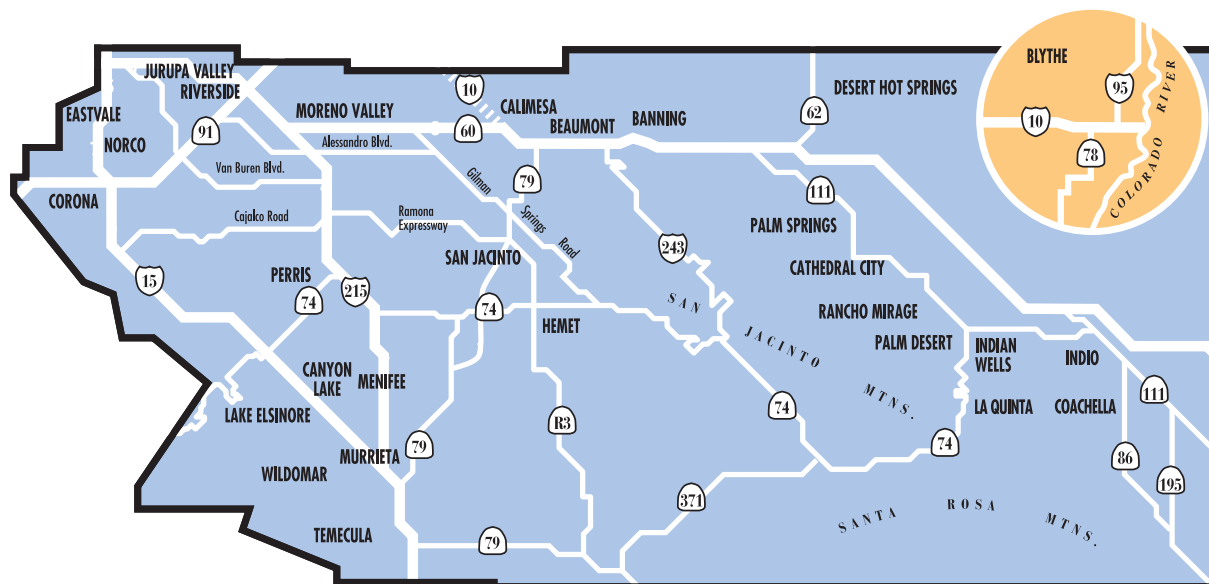 JURUPA VALLEY
RIVERSIDE
EASTVALE
NORCO
91
CORONA
MORENO VALLEY
10
CALIMESA
60
BEAUMONT
BANNING
62
DESERT HOT SPRINGS
BLYTHE
95
10
78
COLORADO RIVER
Alessandro Blvd.
Van Buren Blvd.
Cajalco Road
Ramona
Expressway
Gilman Springs Road
79
111
PALM SPRINGS
SAN JACINTO
243
CATHEDRAL CITY
15
PERRIS
74
215
74
HEMET
SAN JACINTO MTNS.
RANCHO MIRAGE
PALM DESERT
INDIAN
WELLS
INDIO
CANYON
LAKE
MENIFEE
LAKE ELSINORE
LA QUINTA
COACHELLA
111
74
R3
79
74
MURRIETA
WILDOMAR
86
195
371
SANTA ROSA MTNS.
TEMECULA
79